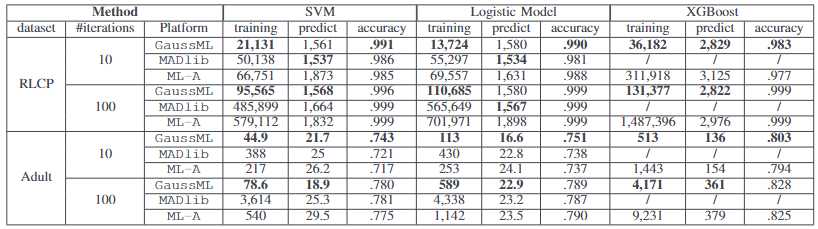 Method SVM Logistic Model XGBoost
dataset #iterations Platform training predict accuracy training predict accuracy training predict accuracy
RLCP 10 GaussML 21,131 1,561 .991 13,724 1,580 .990 36,182 2,829 .983
MADlib 50,138 1,537 .986 55,297 1,534 .981 / / /
ML-A 66,751 1,873 .985 69,557 1,631 .988 311,918 3,125 .977
100 GaussML 95,565 1,568 .996 110,685 1,580 .999 131,377 2,822 .999
MADlib 485,899 1,664 .999 565,649 1,567 .999 / / /
ML-A 579,112 1,832 .999 701,971 1,898 .999 1,487,396 2,976 .999
Adult 10 GaussML 44.9 21.7 .743 113 16.6 .751 513 136 .803
MADlib 388 25 .721 430 22.8 .738 / / /
ML-A 217 26.2 .717 253 24.1 .737 1,443 154 .794
100 GaussML 78.6 18.9 .780 589 22.9 .789 4,171 361 .828
MADlib 3,614 25.3 .781 4,338 23.2 .787 / / /
ML-A 540 29.5 .775 1,142 23.5 .790 9,231 379 .825